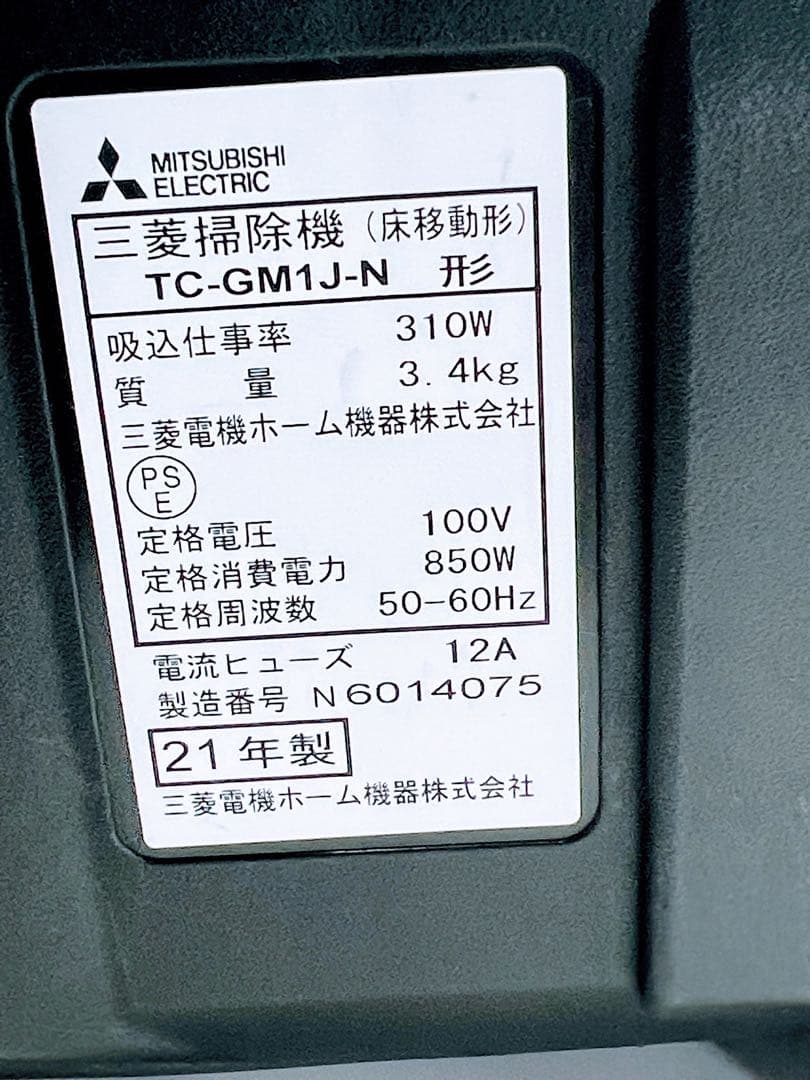 MITSUBISHI
ELECTRIC
三菱掃除機（床移動形）
TC-GM1J-N 形
吸込仕事率 310W
質量 3.4kg
三菱電機ホーム機器株式会社
PS
E
定格電圧 100V
定格消費電力 850W
定格周波数 50-60Hz
電流ヒューズ 12A
製造番号 N6014075
21年製
三菱電機ホーム機器株式会社